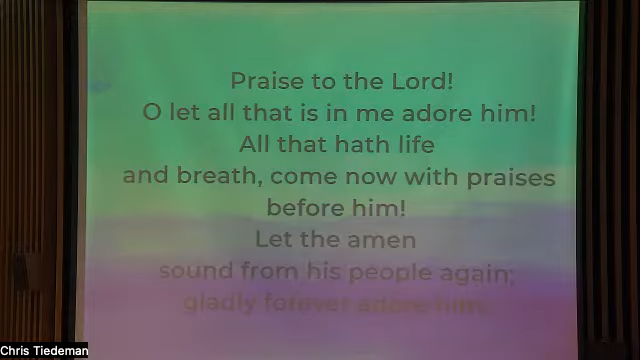 Praise to the Lord!
O let all that is in me adore him!
All that hath life
and breath, come now with praises
before him!
Let the amen
sound from his people again;
gladly forever adore him.
Chris Tiedeman